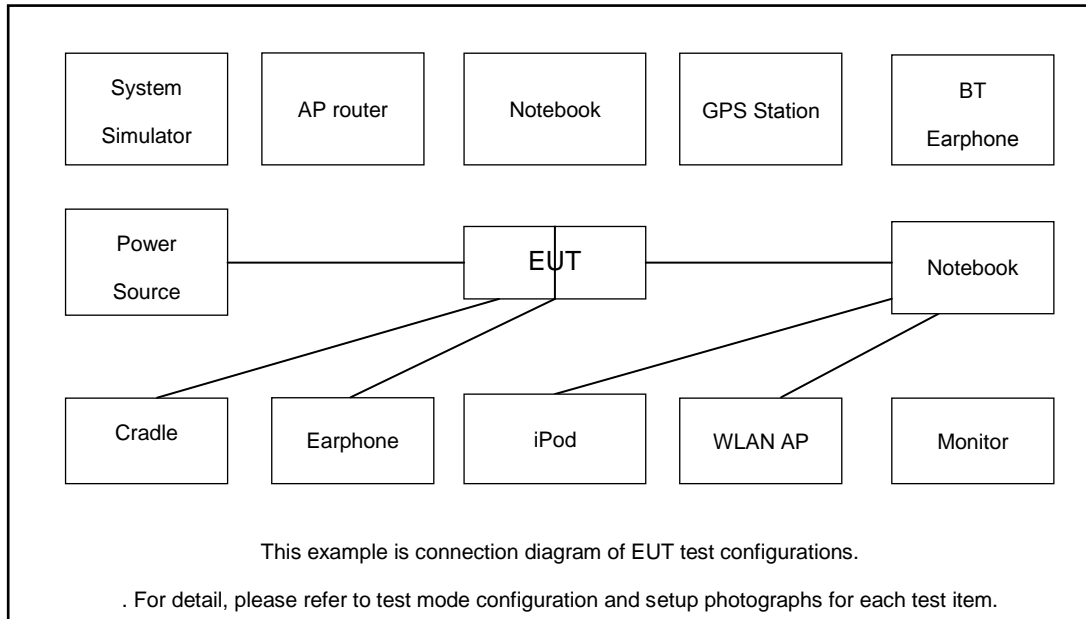 System
Simulator
AP router
Notebook
GPS Station
BT
Earphone
Power
Source
EUT
Notebook
Cradle
Earphone
iPod
WLAN AP
Monitor
This example is connection diagram of EUT test configurations.
. For detail, please refer to test mode configuration and setup photographs for each test item.